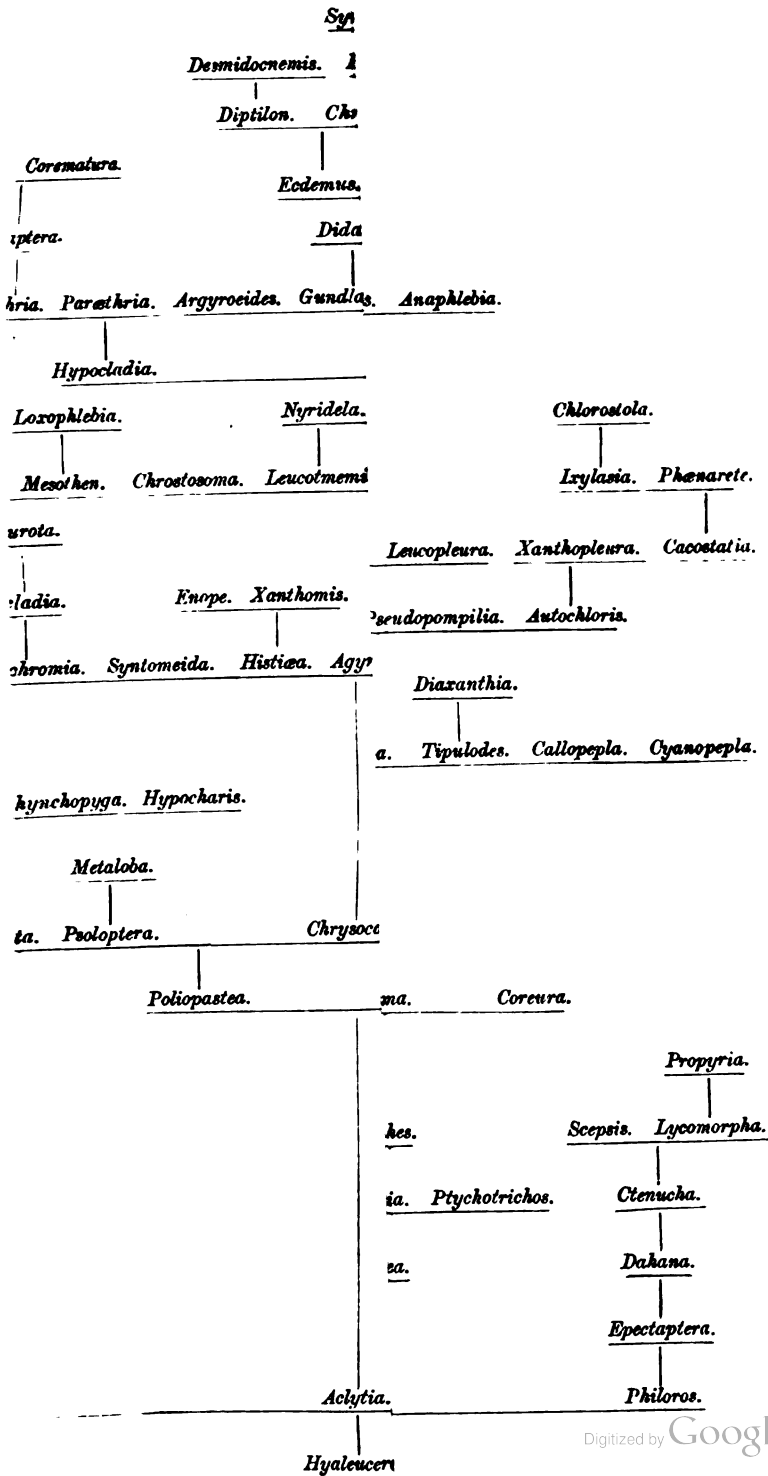 Desmidocnemis.
Diptilon.
Corematura.
Ecdemus.
Paræthria. Argyroeides. Anaphlebia.
Hypocladia.
Loxophlebia. Nyridela. Chlorostola.
Mesothen. Chrostosoma. Ixylasia. Phænarete.
Leucopleura. Xanthopleura. Cacostatia.
Enope. Xanthomis.
Pseudopompilia. Autochloris.
Syntomeida. Histiæa.
Diaxanthia.
Tipulodes. Callopepla. Cyanopepla.
Hypocharis.
Metaloba.
Psoloptera.
Poliopastea. Coreura.
Propyria.
Scepsis. Lycomorpha.
Ptychotrichos. Ctenucha.
Dahana.
Epectaptera.
Aclytia. Philoros.
Digitized by